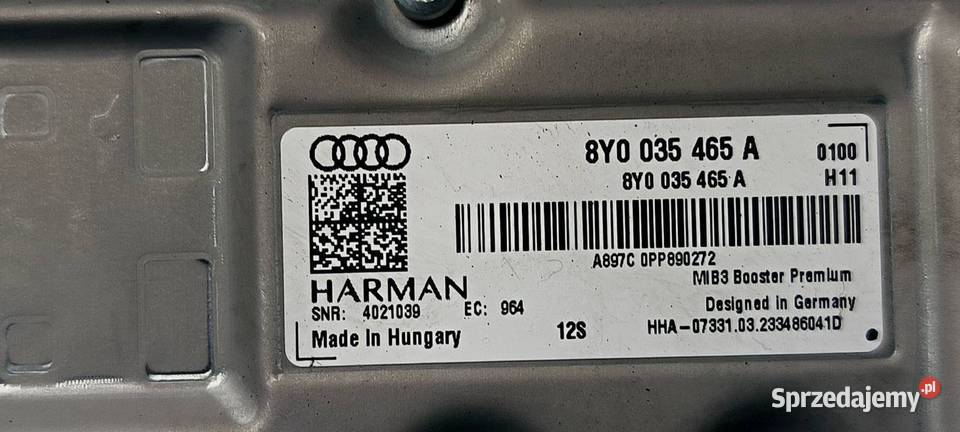 8Y0 035 465 A
0100
8Y0 035 465 A
H11
A897C 0PP890272
MIB3 Booster Premium
HARMAN
SNR: 4021039
EC: 964
Designed in Germany
Made In Hungary
12S
HHA-07331.03.233486041D
Sprzedajemy.pl